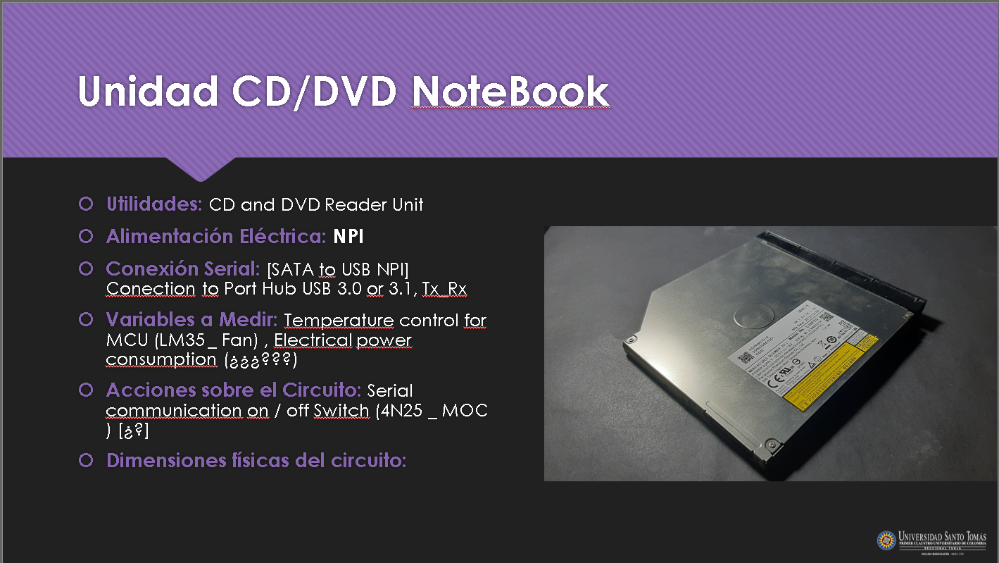 Unidad CD/DVD NoteBook
Utilidades: CD and DVD Reader Unit
Alimentación Eléctrica: NPI
Conexión Serial: [SATA to USB NPI]
Conection to Port Hub USB 3.0 or 3.1, Tx_Rx
Variables a Medir: Temperature control for
MCU (LM35_ Fan) , Electrical power
consumption (¿¿¿???)
Acciones sobre el Circuito: Serial
communication on / off Switch (4N25 _ MOC
) [¿?]
Dimensiones físicas del circuito:
UNIVERSIDAD SANTO TOMÁS
PRIMER CLAUSTRO UNIVERSITARIO DE COLOMBIA
SECCIONAL TUNJA